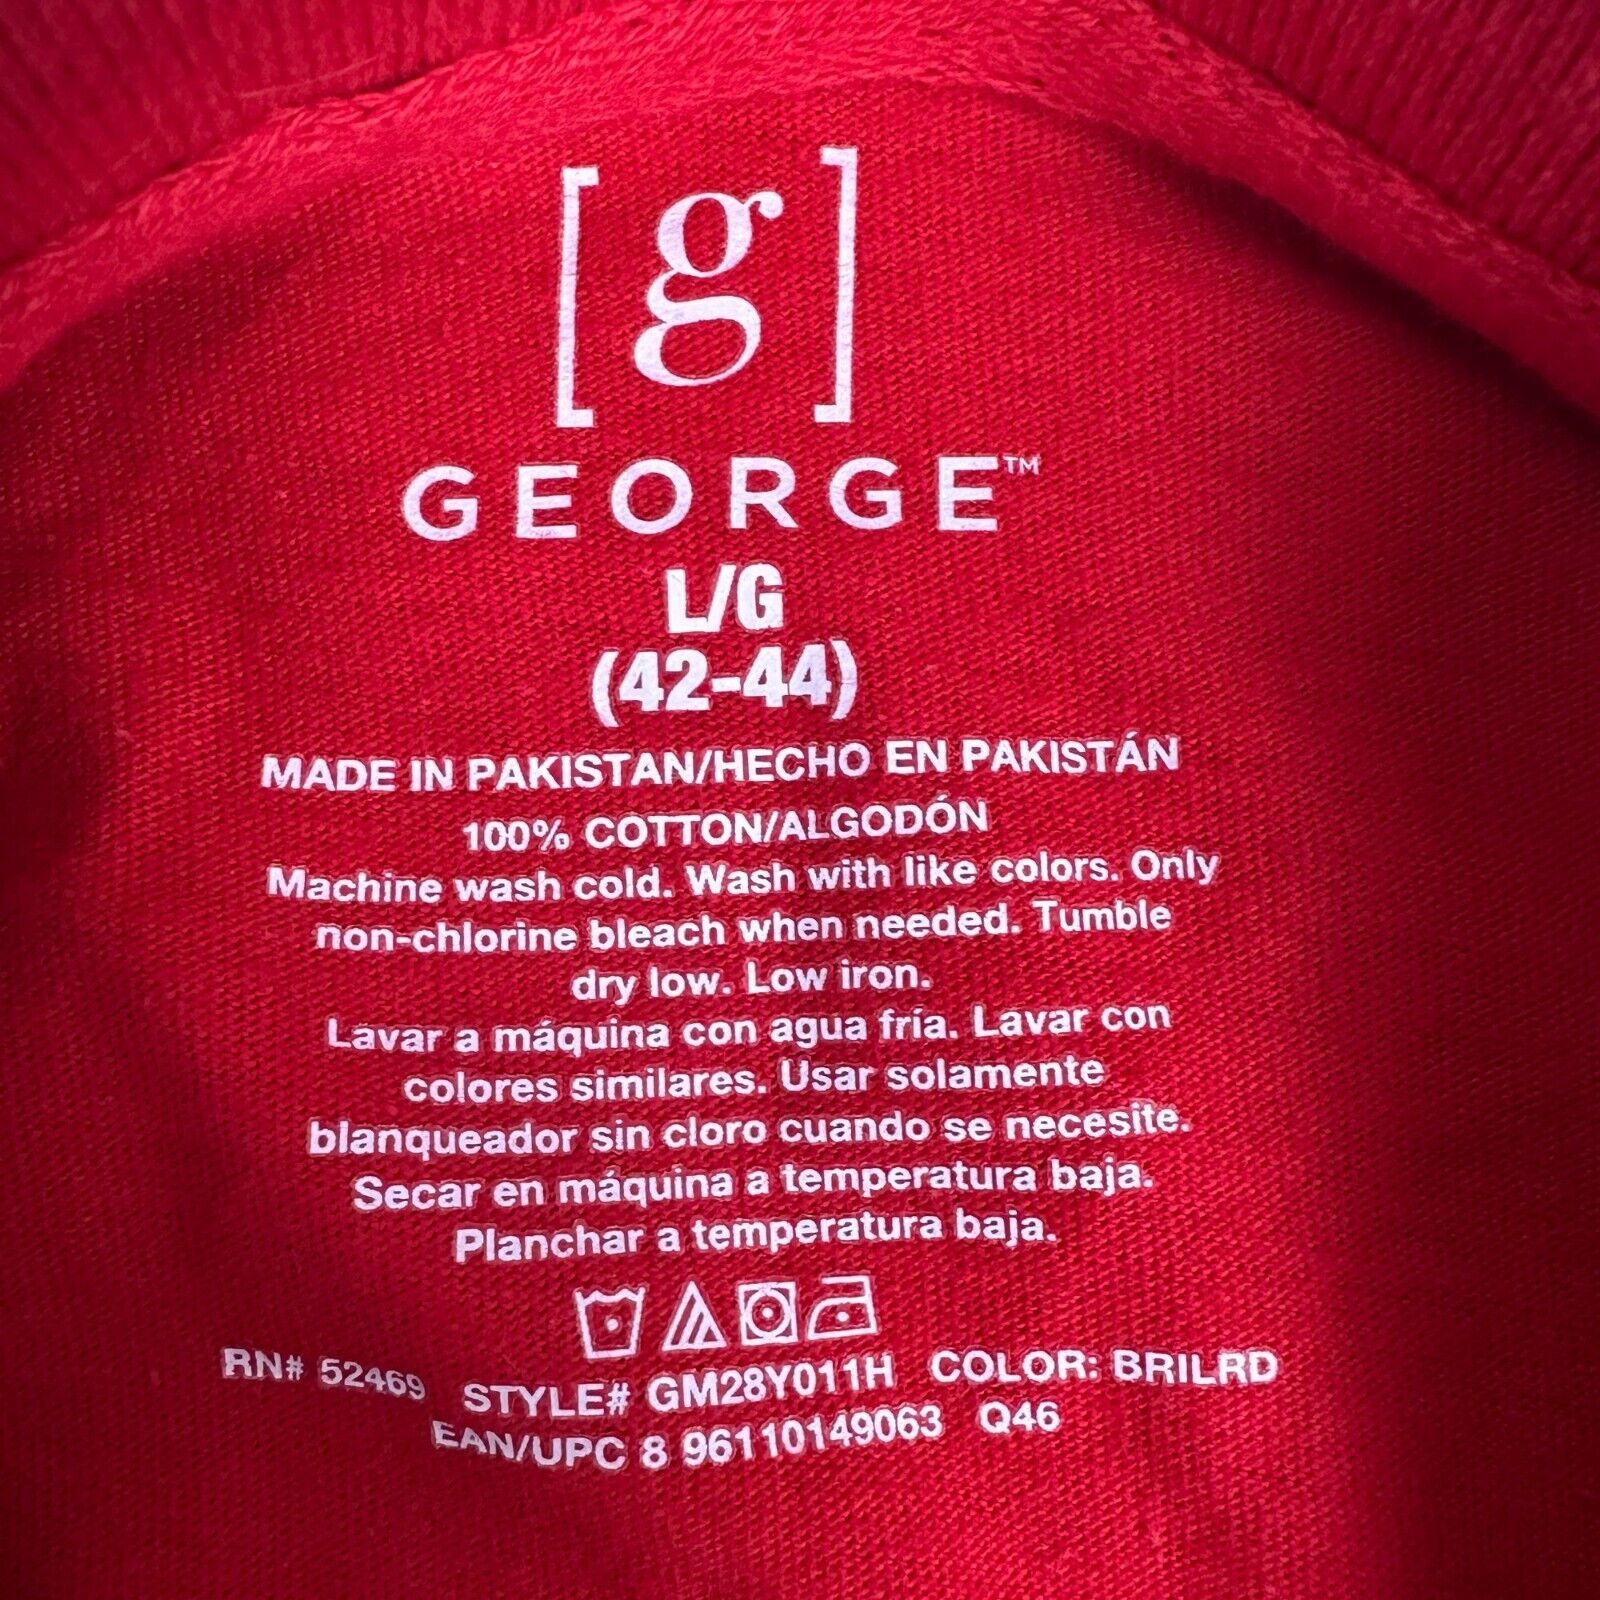 [g]
GEORGE™
L/G
(42-44)
MADE IN PAKISTAN/HECHO EN PAKISTÁN
100% COTTON/ALGODÓN
Machine wash cold. Wash with like colors. Only
non-chlorine bleach when needed. Tumble
dry low. Low iron.
Lavar a máquina con agua fría. Lavar con
colores similares. Usar solamente
blanqueador sin cloro cuando se necesite.
Secar en máquina a temperatura baja.
Planchar a temperatura baja.
RN# 52469 STYLE# GM28Y011H COLOR: BRILRD
EAN/UPC 8 96110149063 Q46